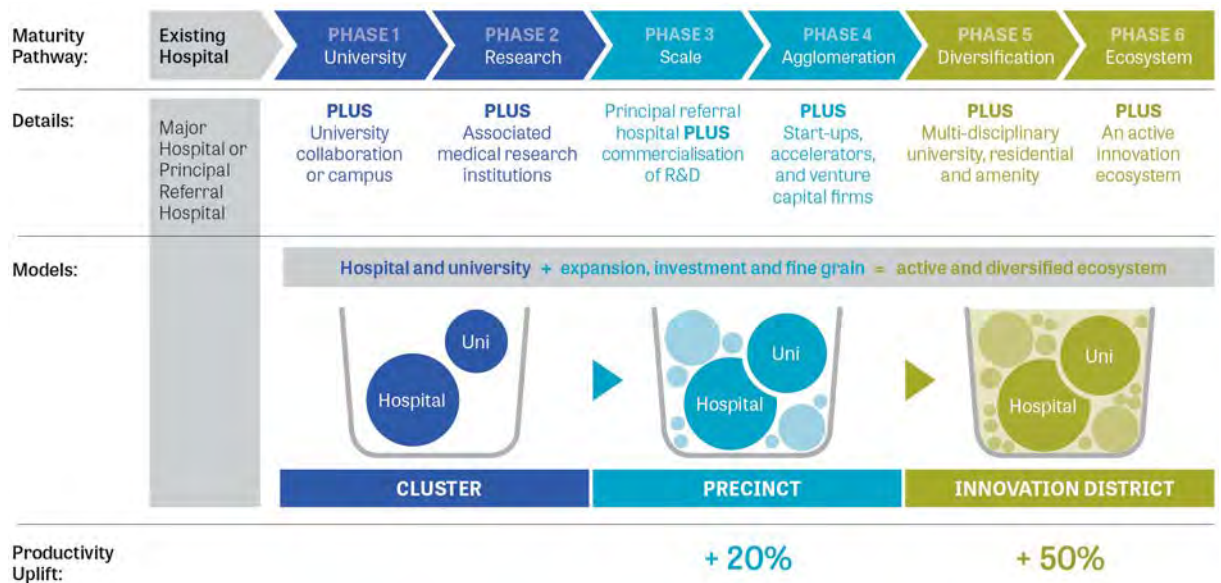 Maturity Pathway:
Existing Hospital
PHASE 1
University
PHASE 2
Research
PHASE 3
Scale
PHASE 4
Agglomeration
PHASE 5
Diversification
PHASE 6
Ecosystem
Details:
Major
Hospital or
Principal
Referral
Hospital
PLUS
University
collaboration
or campus
PLUS
Associated
medical research
institutions
Principal referral
hospital PLUS
commercialisation
of R&D
PLUS
Start-ups,
accelerators,
and venture
capital firms
PLUS
Multi-disciplinary
university, residential
and amenity
PLUS
An active
innovation
ecosystem
Models:
Hospital and university + expansion, investment and fine grain = active and diversified ecosystem
Uni
Hospital
Uni
Hospital
Uni
Hospital
CLUSTER
PRECINCT
INNOVATION DISTRICT
Productivity
Uplift:
+ 20%
+ 50%